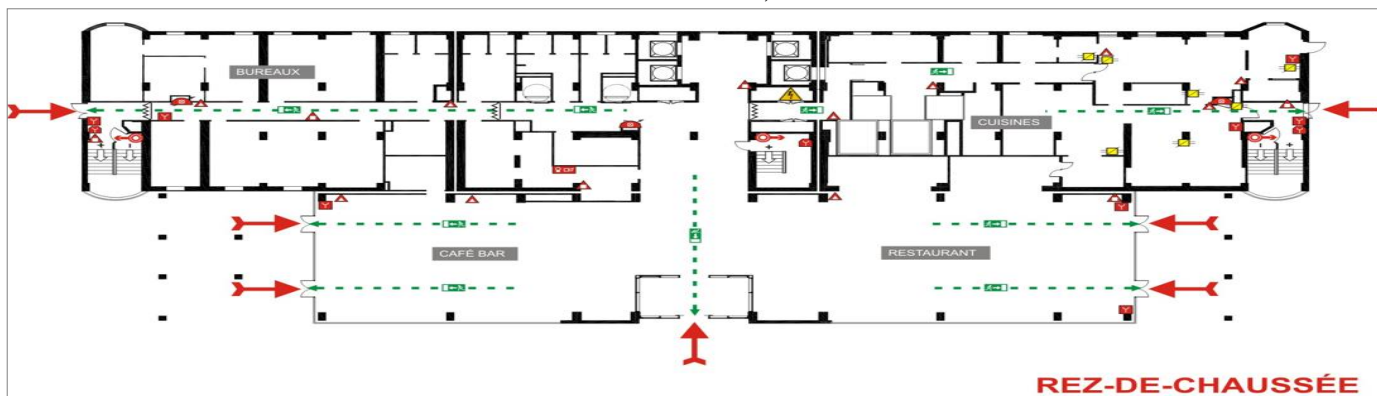 BUREAUX
CUISINES
CAFÉ BAR
RESTAURANT
REZ-DE-CHAUSSÉE